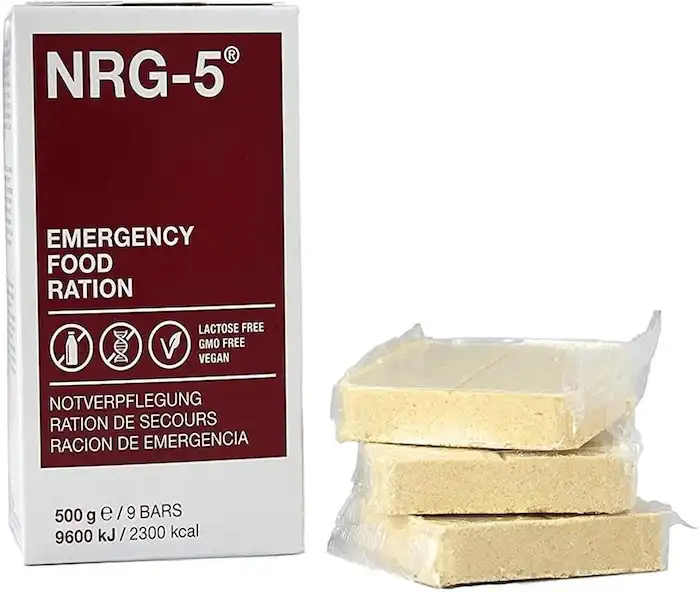 NRG-5®
EMERGENCY
FOOD
RATION
LACTOSE FREE
GMO FREE
VEGAN
NOTVERPFLEGUNG
RATION DE SECOURS
RACION DE EMERGENCIA
500 g ℮ / 9 BARS
9600 kJ / 2300 kcal